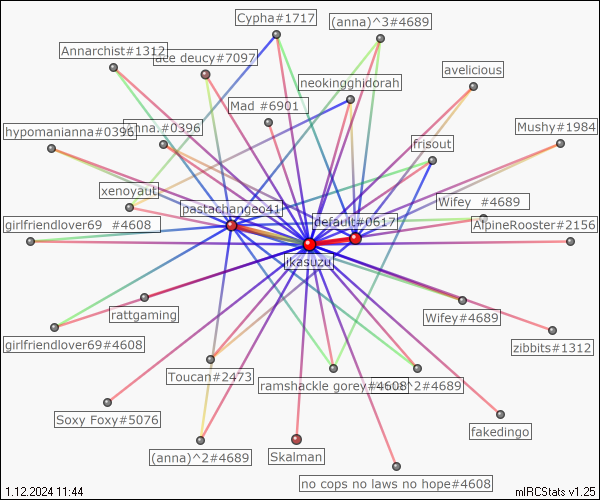 Cypha#1717
(anna)^3#4689
Annarchist#1312
ace deucy#7097
avelicious
neokingghidorah
Mad #6901
hypomanianna#0396
#0396
frisout
Mushy#1984
xenoyaut
pastachangeo41
Wifey #4689
girlfriendlover69 #4608
default#0617
AlpineRooster#2156
ikasuzu
rattgaming
Wifey#4689
girlfriendlover69#4608
zibbits#1312
Toucan#2473
ramshackle gorey#4608
^2#4689
Soxy Foxy#5076
fakedingo
(anna)^2#4689
Skalman
no cops no laws no hope#4608
1.12.2024 11:44
mIRCStats v1.25